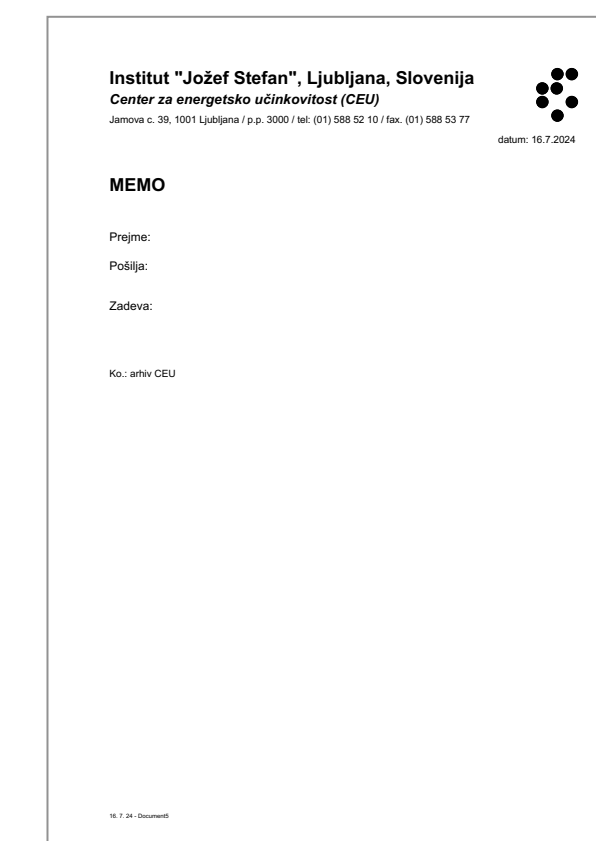 Institut "Jožef Stefan", Ljubljana, Slovenija
Center za energetsko učinkovitost (CEU)
Jamova c. 39, 1001 Ljubljana / p.p. 3000 / tel: (01) 588 52 10 / fax. (01) 588 53 77
datum: 16.7.2024
MEMO
Prejme:
Pošilja:
Zadeva:
Ko.: arhiv CEU
16. 7. 24 - Document5